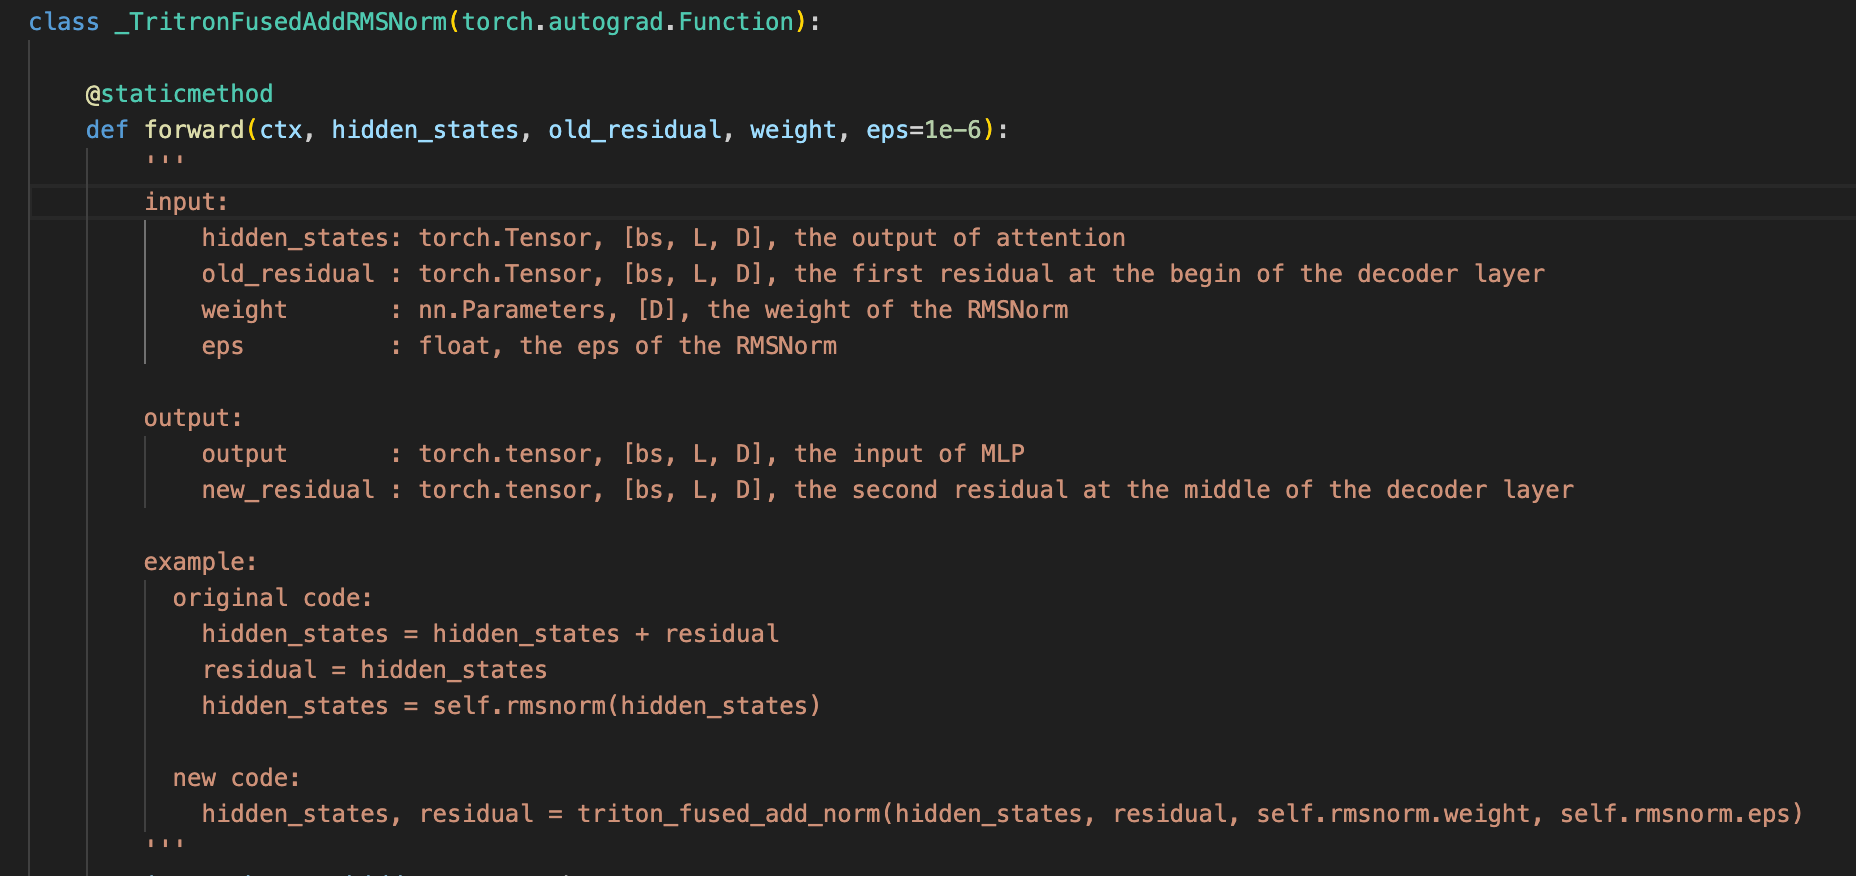 class _TritronFusedAddRMSNorm(torch.autograd.Function):
@staticmethod
def forward(ctx, hidden_states, old_residual, weight, eps=1e-6):
'''
input:
hidden_states: torch.Tensor, [bs, L, D], the output of attention
old_residual : torch.Tensor, [bs, L, D], the first residual at the begin of the decoder layer
weight       : nn.Parameters, [D], the weight of the RMSNorm
eps          : float, the eps of the RMSNorm
output:
output       : torch.tensor, [bs, L, D], the input of MLP
new_residual : torch.tensor, [bs, L, D], the second residual at the middle of the decoder layer
example:
original code:
hidden_states = hidden_states + residual
residual = hidden_states
hidden_states = self.rmsnorm(hidden_states)
new code:
hidden_states, residual = triton_fused_add_norm(hidden_states, residual, self.rmsnorm.weight, self.rmsnorm.eps)
'''